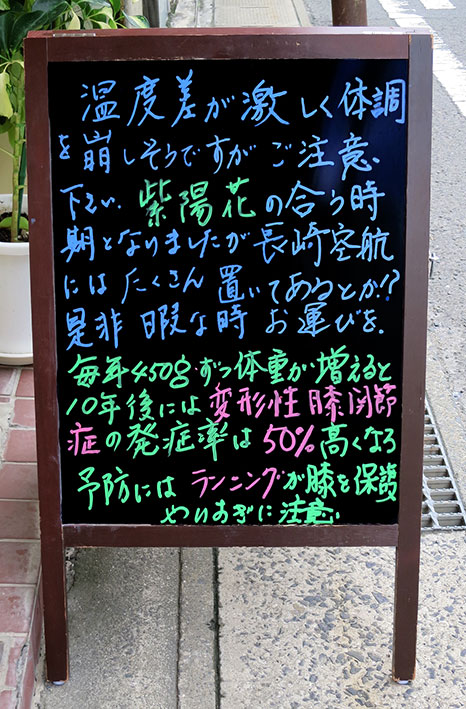 温度差が激しく体調
を崩しそうですがご注意、
下さい。紫陽花の合う時
期となりましたが長崎空航
にはたくさん置いてあるとか!?
是非暇な時お運びを.
毎年450gずつ体重が増えると
10年後には変形性膝関節
症の発症率は50%高くなる
予防にはランニングが膝を保護
やりすぎに注意.